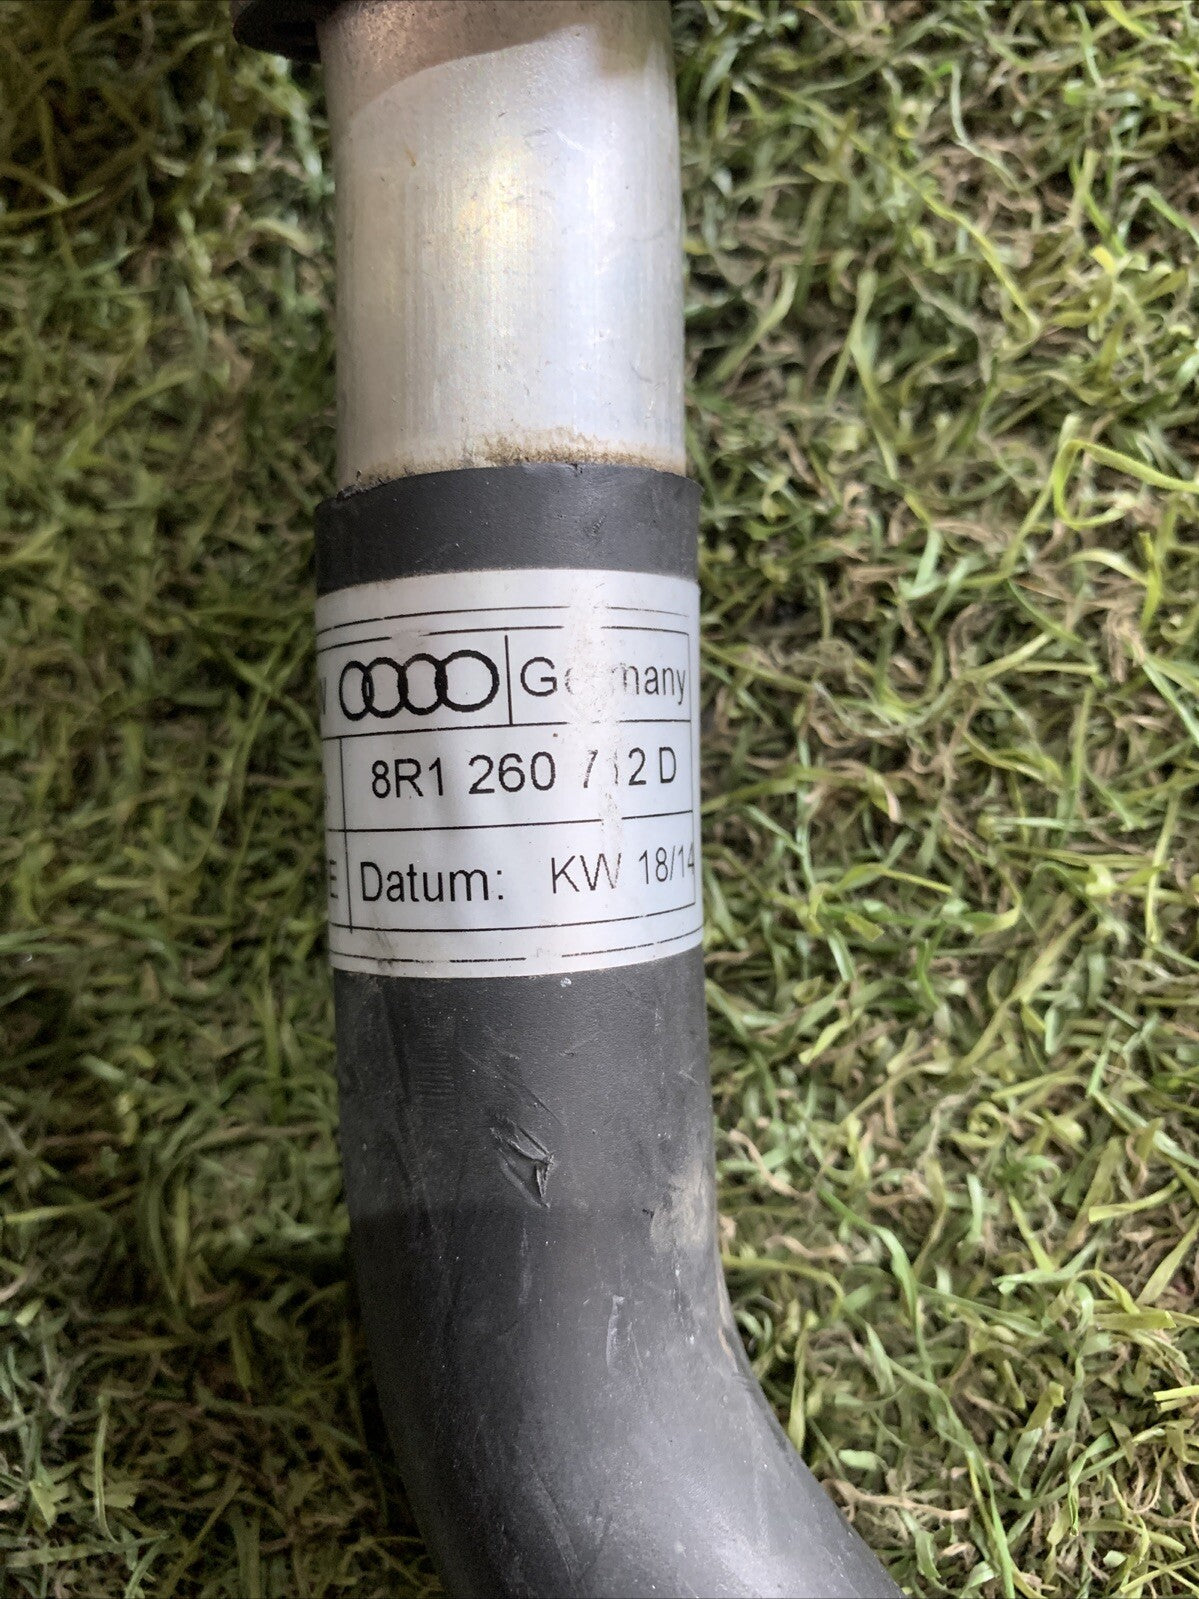 Germany
8R1 260 712 D
E Datum: KW 18/14